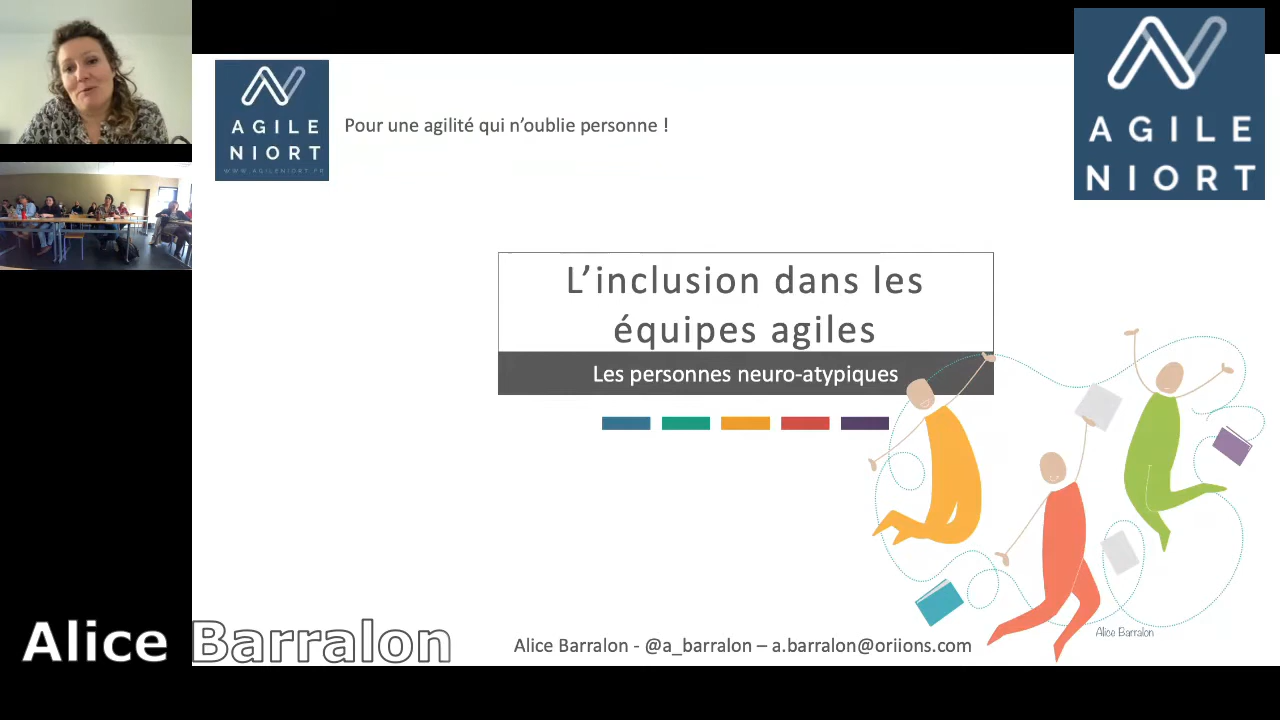 AGILE
NIORT
WWW.AGILENIORT.FR
Pour une agilité qui n’oublie personne !
AGILE
NIORT
L’inclusion dans les
équipes agiles
Les personnes neuro-atypiques
Alice Barralon
Alice Barralon
Alice Barralon - @a_barralon – a.barralon@oriions.com